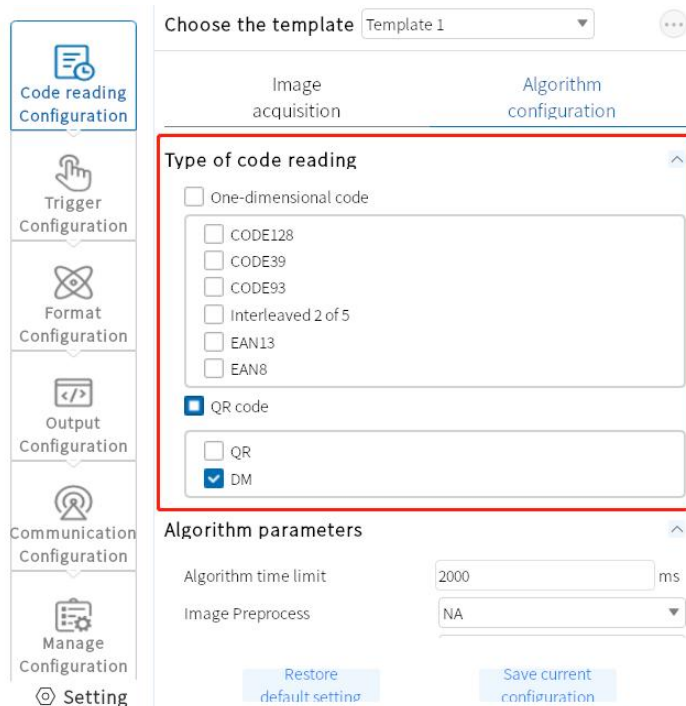 Choose the template Template 1
Code reading
Configuration
Trigger
Configuration
Format
Configuration
Output
Configuration
Communication
Configuration
Manage
Configuration
Setting
Image
acquisition
Algorithm
configuration
Type of code reading
One-dimensional code
CODE128
CODE39
CODE93
Interleaved 2 of 5
EAN13
EAN8
QR code
QR
DM
Algorithm parameters
Algorithm time limit 2000 ms
Image Preprocess NA
Restore
default setting
Save current
configuration